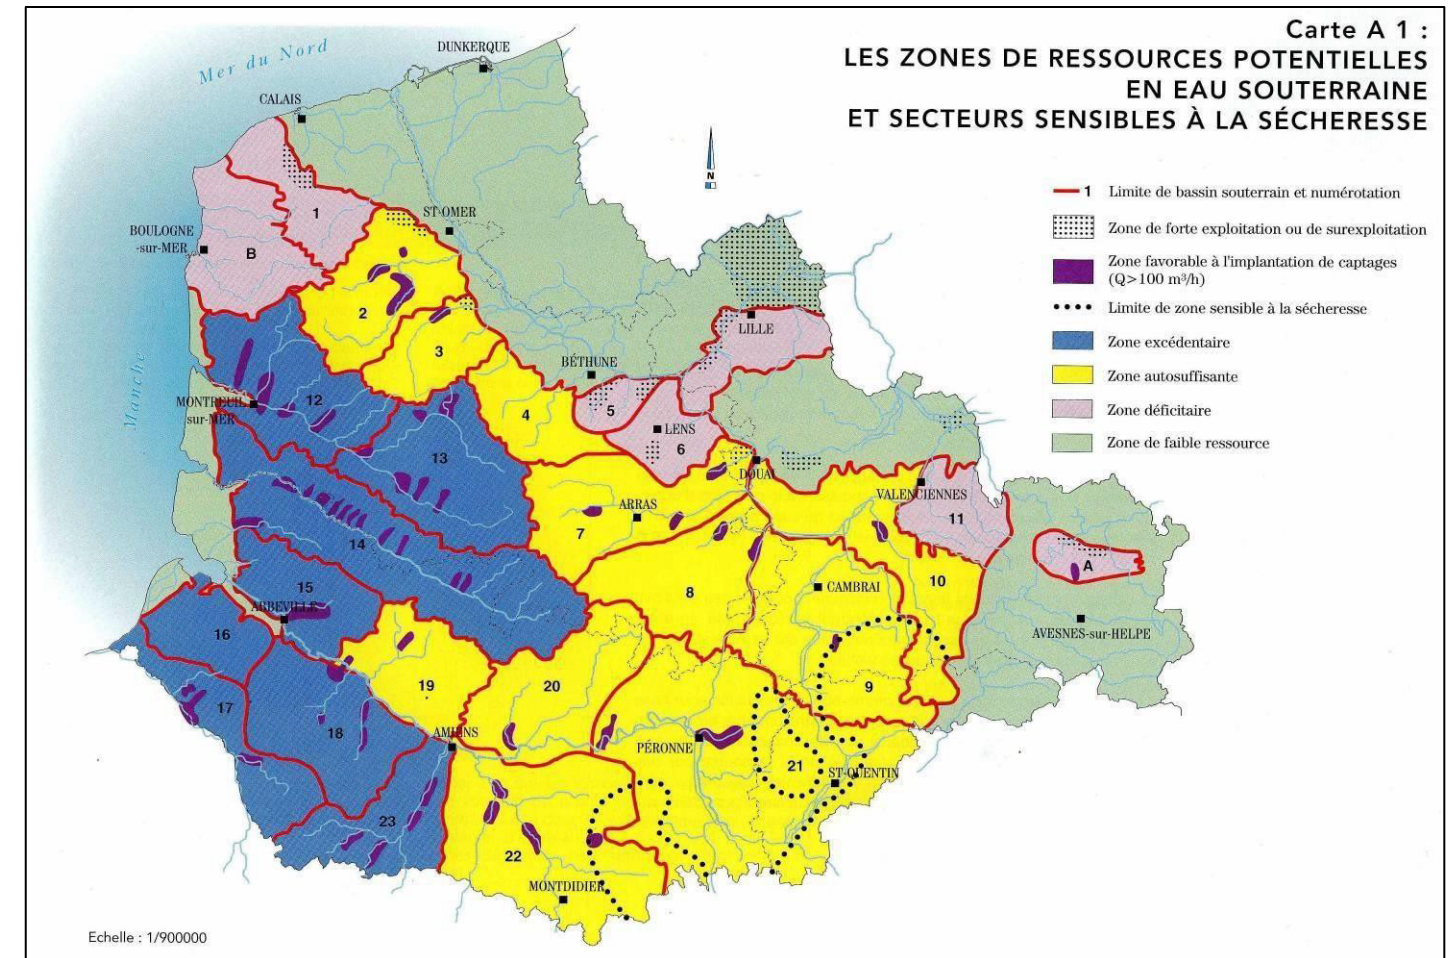 Carte A 1 :
LES ZONES DE RESSOURCES POTENTIELLES
EN EAU SOUTERRAINE
ET SECTEURS SENSIBLES À LA SÉCHERESSE
Mer du Nord
DUNKERQUE
CALAIS
N
1 Limite de bassin souterrain et numérotation
Zone de forte exploitation ou de surexploitation
Zone favorable à l'implantation de captages
(Q>100 m³/h)
Limite de zone sensible à la sécheresse
Zone excédentaire
Zone autosuffisante
Zone déficitaire
Zone de faible ressource
1
ST-OMER
BOULOGNE
-sur-MER
B
2
3
LILLE
Manche
BÉTHUNE
MONTREUIL
sur-MER
12
4
5
LENS
6
13
DOUAI
VALENCIENNES
ARRAS
11
7
14
A
15
ABBEVILLE
8
CAMBRAI
10
16
AVESNES-sur-HELPE
19
20
9
17
18
AMIENS
PÉRONNE
21
ST-QUENTIN
23
22
MONTDIDIER
Echelle : 1/900000